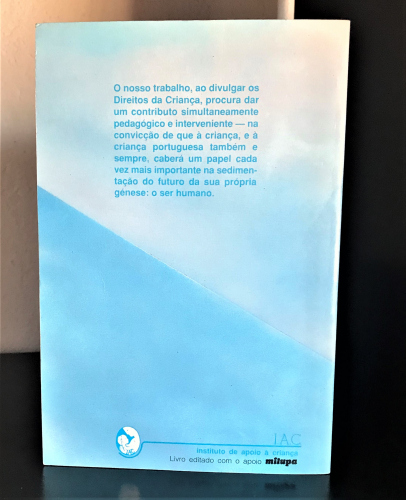 O nosso trabalho, ao divulgar os
Direitos da Criança, procura dar
um contributo simultaneamente
pedagógico e interveniente — na
convicção de que à criança, e à
criança portuguesa também e
sempre, caberá um papel cada
vez mais importante na sedimen-
tação do futuro da sua própria
génese: o ser humano.
IAC
Instituto de apoio à criança
Livro editado com o apoio milupa